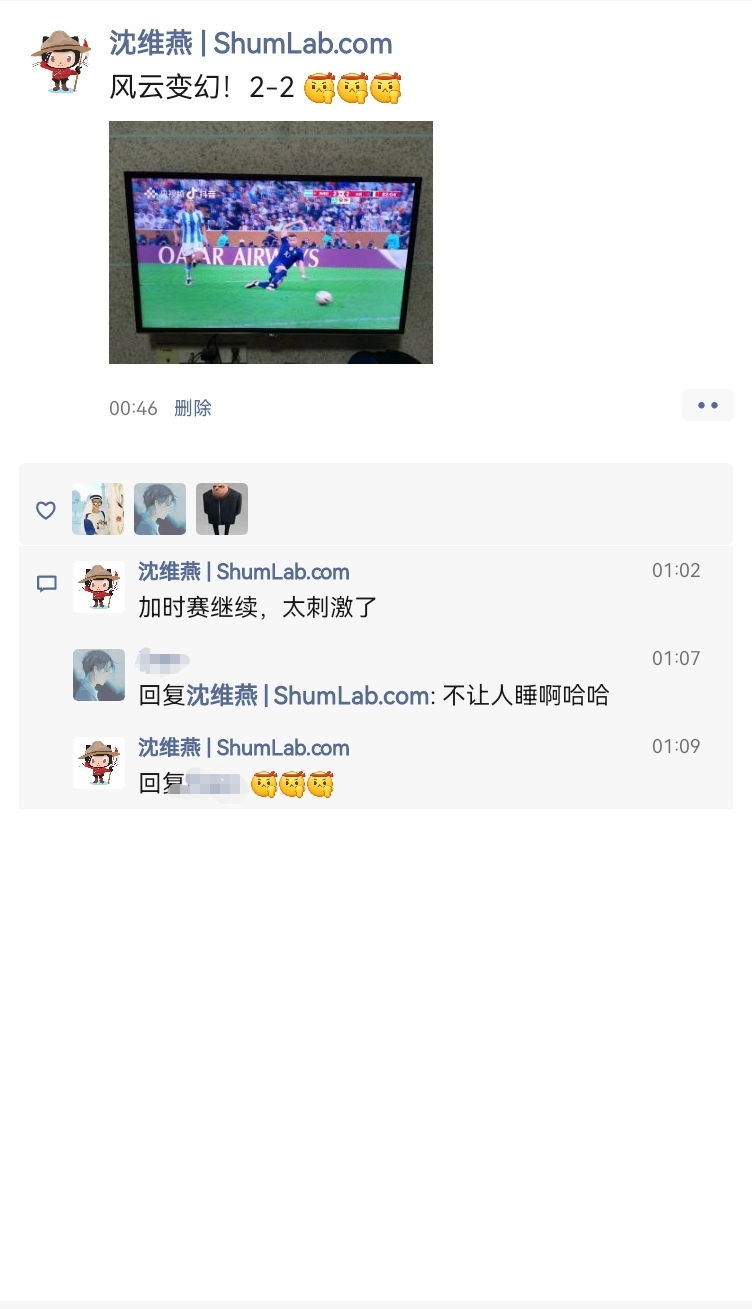 沈维燕 | ShumLab.com
风云变幻！2-2
央视频 抖音
QATAR AIRWAYS
00:46 删除
沈维燕 | ShumLab.com
01:02
加时赛继续，太刺激了
01:07
回复沈维燕 | ShumLab.com: 不让人睡啊哈哈
沈维燕 | ShumLab.com
01:09
回复